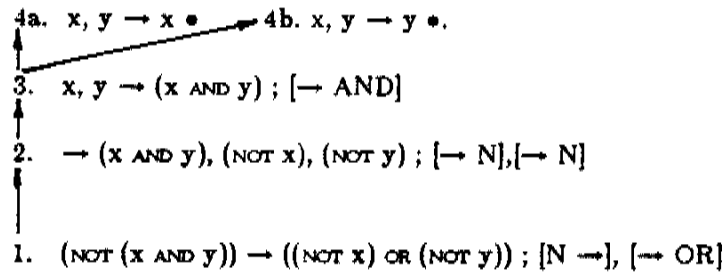 4a. x, y → x • 4b. x, y → y •.
3. x, y → (x AND y) ; [→ AND]
2. → (x AND y), (NOT x), (NOT y) ; [→ N],[→ N]
1. (NOT (x AND y)) → ((NOT x) OR (NOT y)) ; [N →], [→ OR]